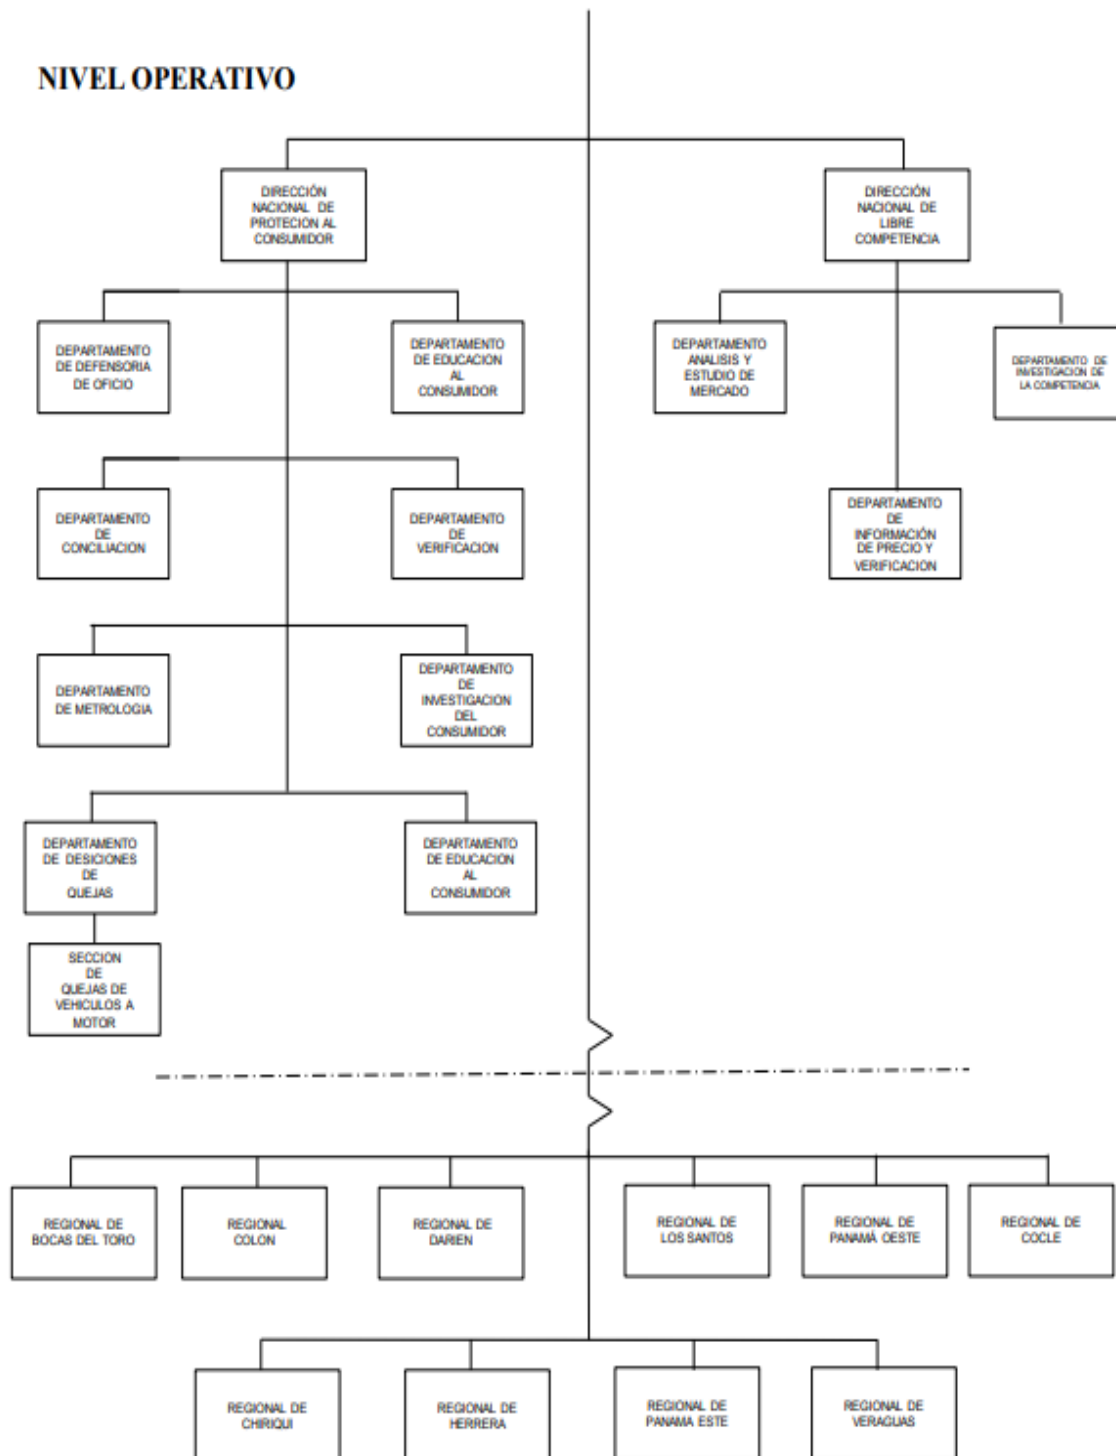 NIVEL OPERATIVO
DIRECCIÓN
NACIONAL DE
PROTECION AL
CONSUMIDOR
DIRECCIÓN
NACIONAL DE
LIBRE
COMPETENCIA
DEPARTAMENTO
DE DEFENSORIA
DE OFICIO
DEPARTAMENTO
DE EDUCACION
AL
CONSUMIDOR
DEPARTAMENTO
ANALISIS Y
ESTUDIO DE
MERCADO
DEPARTAMENTO DE
INVESTIGACION DE
LA COMPETENCIA
DEPARTAMENTO
DE
CONCILIACION
DEPARTAMENTO
DE
VERIFICACION
DEPARTAMENTO
DE
INFORMACIÓN
DE PRECIO Y
VERIFICACION
DEPARTAMENTO
DE METROLOGIA
DEPARTAMENTO
DE
INVESTIGACION
DEL
CONSUMIDOR
DEPARTAMENTO
DE DESICIONES
DE
QUEJAS
DEPARTAMENTO
DE EDUCACION
AL
CONSUMIDOR
SECCION
DE
QUEJAS DE
VEHICULOS A
MOTOR
REGIONAL DE
BOCAS DEL TORO
REGIONAL
COLON
REGIONAL DE
DARIEN
REGIONAL DE
LOS SANTOS
REGIONAL DE
PANAMÁ OESTE
REGIONAL DE
COCLE
REGIONAL DE
CHIRIQUI
REGIONAL DE
HERRERA
REGIONAL DE
PANAMA ESTE
REGIONAL DE
VERAGUAS